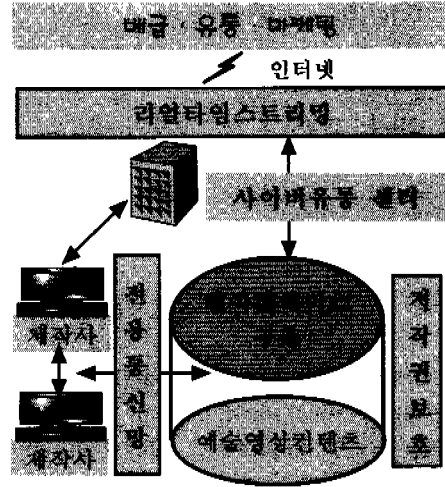 배급 · 유통 · 마케팅
인터넷
리얼타임스트리밍
사이버유통 센터
제작사
전용통신망
저작권보호
제작사
예술영상컨텐츠